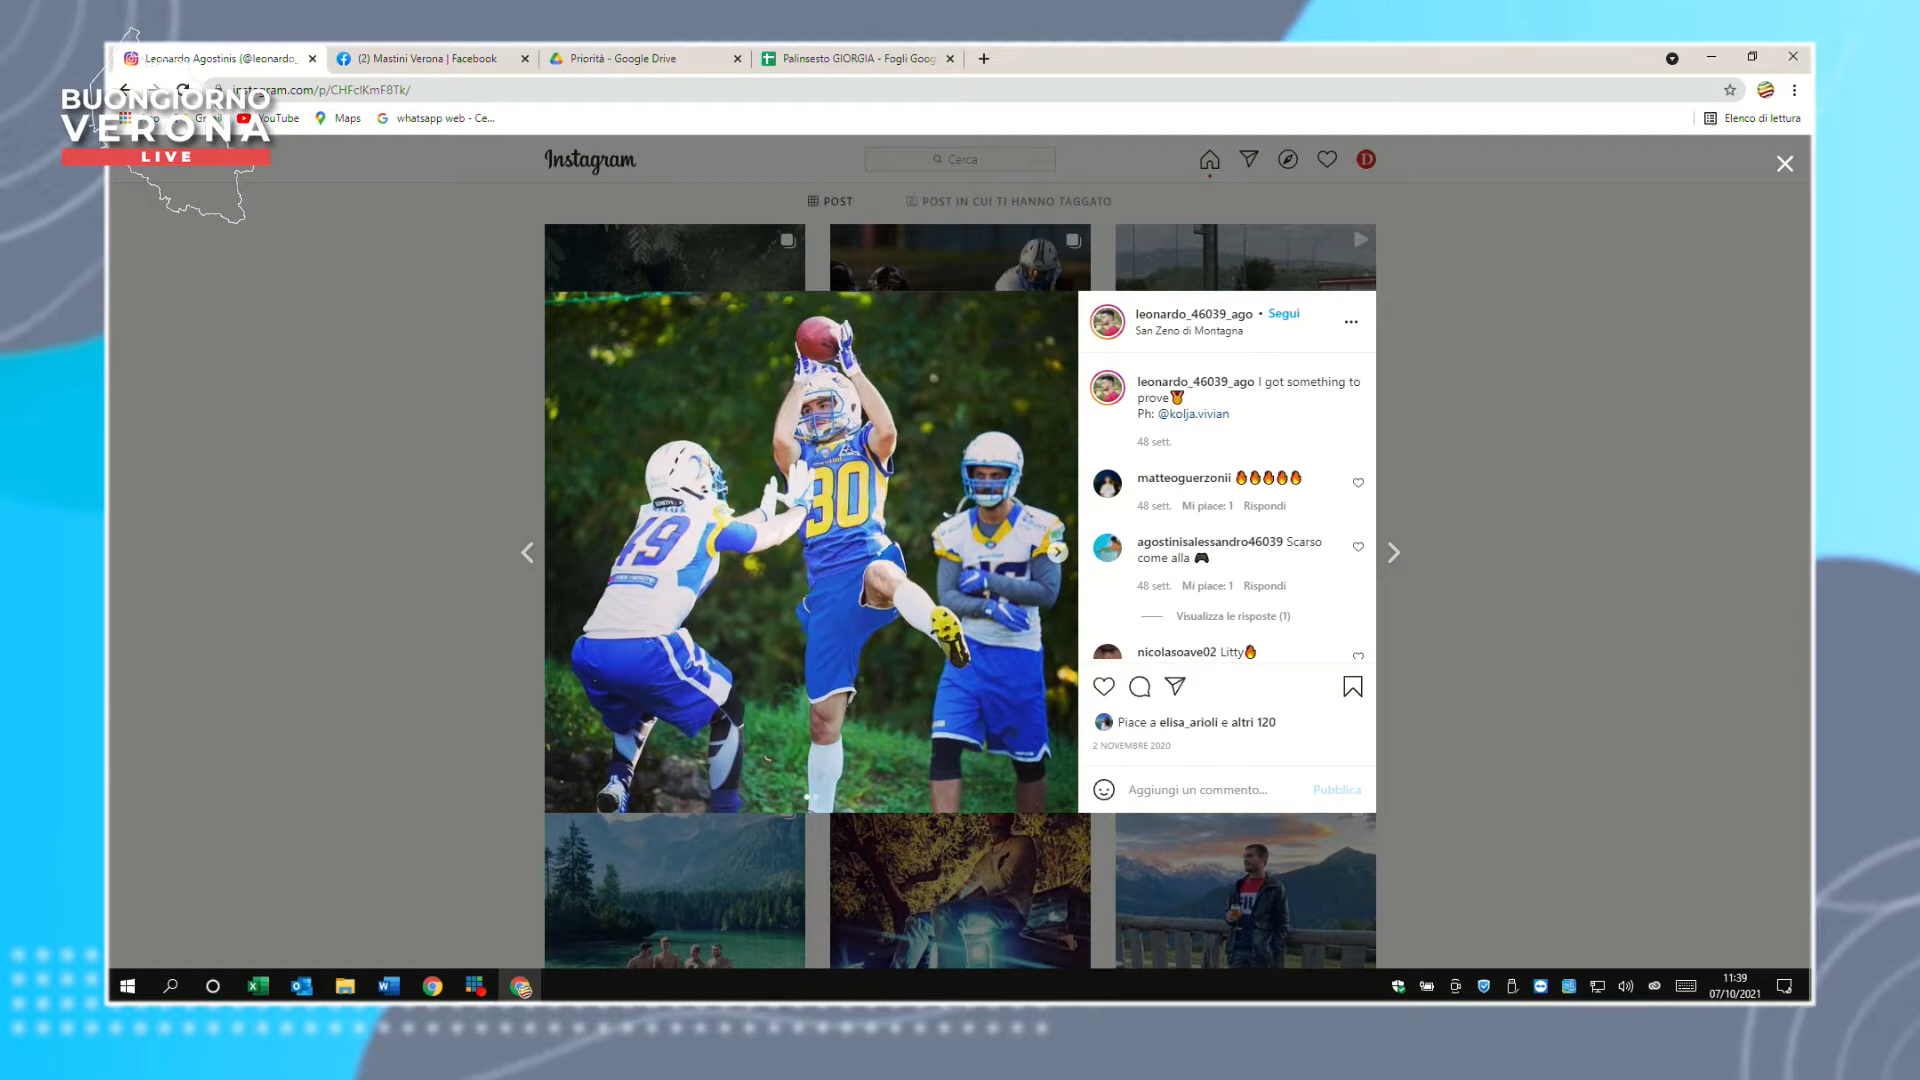 BUONGIORNO
VERONA
LIVE
Leonardo Agostinis (@leonardo_
(2) Mastini Verona | Facebook
Priorità - Google Drive
Palinsesto GIORGIA - Fogli Goog
instagram.com/p/CHFcIKmF8Tk/
Gmail
YouTube
Maps
whatsapp web - Ce...
Elenco di lettura
Instagram
Cerca
D
POST
POST IN CUI TI HANNO TAGGATO
leonardo_46039_ago • Segui
San Zeno di Montagna
leonardo_46039_ago I got something to
prove🏅
Ph: @kolja.vivian
48 sett.
matteoguerzonii 🔥🔥🔥🔥🔥
48 sett. Mi piace: 1 Rispondi
agostinisalessandro46039 Scarso
come alla 🎮
48 sett. Mi piace: 1 Rispondi
Visualizza le risposte (1)
nicolasoave02 Litty🔥
Piace a elisa_arioli e altri 120
2 NOVEMBRE 2020
Aggiungi un commento...
Pubblica
49
80
11:39
07/10/2021